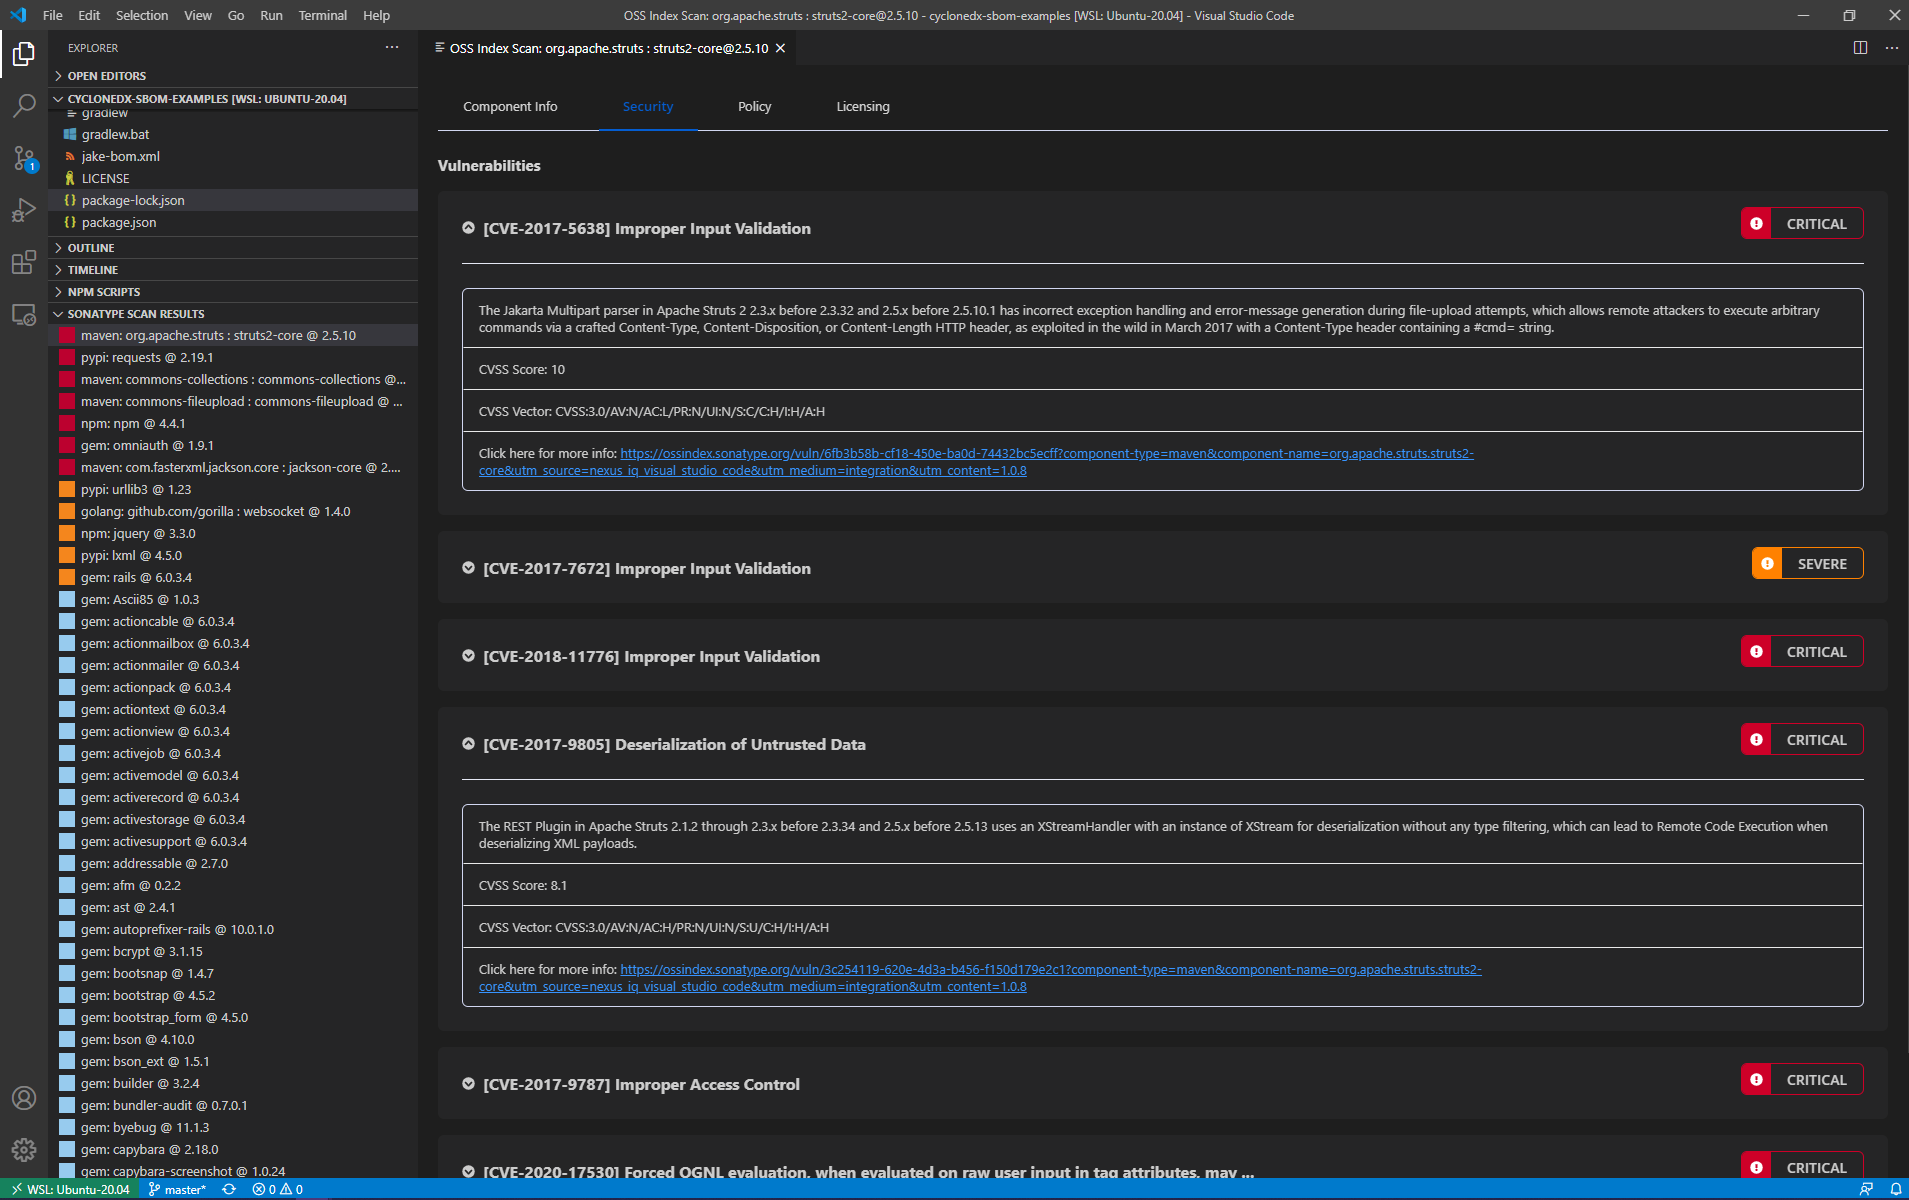 File Edit Selection View Go Run Terminal Help
OSS Index Scan: org.apache.struts : struts2-core@2.5.10 - cyclonedx-sbom-examples [WSL: Ubuntu-20.04] - Visual Studio Code
EXPLORER
OPEN EDITORS
CYCLONEDX-SBOM-EXAMPLES [WSL: UBUNTU-20.04]
gradlew
gradlew.bat
jake-bom.xml
LICENSE
package-lock.json
package.json
OUTLINE
TIMELINE
NPM SCRIPTS
SONATYPE SCAN RESULTS
maven: org.apache.struts : struts2-core @ 2.5.10
pypi: requests @ 2.19.1
maven: commons-collections : commons-collections @...
maven: commons-fileupload : commons-fileupload @ ...
npm: npm @ 4.4.1
gem: omniauth @ 1.9.1
maven: com.fasterxml.jackson.core : jackson-core @ 2....
pypi: urllib3 @ 1.23
golang: github.com/gorilla : websocket @ 1.4.0
npm: jquery @ 3.3.0
pypi: lxml @ 4.5.0
gem: rails @ 6.0.3.4
gem: Ascii85 @ 1.0.3
gem: actioncable @ 6.0.3.4
gem: actionmailbox @ 6.0.3.4
gem: actionmailer @ 6.0.3.4
gem: actionpack @ 6.0.3.4
gem: actiontext @ 6.0.3.4
gem: actionview @ 6.0.3.4
gem: activejob @ 6.0.3.4
gem: activemodel @ 6.0.3.4
gem: activerecord @ 6.0.3.4
gem: activestorage @ 6.0.3.4
gem: activesupport @ 6.0.3.4
gem: addressable @ 2.7.0
gem: afm @ 0.2.2
gem: ast @ 2.4.1
gem: autoprefixer-rails @ 10.0.1.0
gem: bcrypt @ 3.1.15
gem: bootsnap @ 1.4.7
gem: bootstrap @ 4.5.2
gem: bootstrap_form @ 4.5.0
gem: bson @ 4.10.0
gem: bson_ext @ 1.5.1
gem: builder @ 3.2.4
gem: bundler-audit @ 0.7.0.1
gem: byebug @ 11.1.3
gem: capybara @ 2.18.0
gem: capybara-screenshot @ 1.0.24
1
OSS Index Scan: org.apache.struts : struts2-core@2.5.10
Component Info Security Policy Licensing
Vulnerabilities
[CVE-2017-5638] Improper Input Validation CRITICAL
The Jakarta Multipart parser in Apache Struts 2 2.3.x before 2.3.32 and 2.5.x before 2.5.10.1 has incorrect exception handling and error-message generation during file-upload attempts, which allows remote attackers to execute arbitrary
commands via a crafted Content-Type, Content-Disposition, or Content-Length HTTP header, as exploited in the wild in March 2017 with a Content-Type header containing a #cmd= string.
CVSS Score: 10
CVSS Vector: CVSS:3.0/AV:N/AC:L/PR:N/UI:N/S:C/C:H/I:H/A:H
Click here for more info: https://ossindex.sonatype.org/vuln/6fb3b58b-cf18-450e-ba0d-74432bc5ecff?component-type=maven&component-name=org.apache.struts.struts2-
core&utm_source=nexus_iq_visual_studio_code&utm_medium=integration&utm_content=1.0.8
[CVE-2017-7672] Improper Input Validation SEVERE
[CVE-2018-11776] Improper Input Validation CRITICAL
[CVE-2017-9805] Deserialization of Untrusted Data CRITICAL
The REST Plugin in Apache Struts 2.1.2 through 2.3.x before 2.3.34 and 2.5.x before 2.5.13 uses an XStreamHandler with an instance of XStream for deserialization without any type filtering, which can lead to Remote Code Execution when
deserializing XML payloads.
CVSS Score: 8.1
CVSS Vector: CVSS:3.0/AV:N/AC:H/PR:N/UI:N/S:U/C:H/I:H/A:H
Click here for more info: https://ossindex.sonatype.org/vuln/3c254119-620e-4d3a-b456-f150d179e2c1?component-type=maven&component-name=org.apache.struts.struts2-
core&utm_source=nexus_iq_visual_studio_code&utm_medium=integration&utm_content=1.0.8
[CVE-2017-9787] Improper Access Control CRITICAL
[CVE-2020-17530] Forced OGNL evaluation, when evaluated on raw user input in tag attributes, may ... CRITICAL
WSL: Ubuntu-20.04 master* 0 0